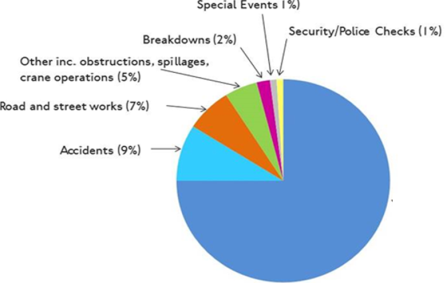 Special Events 1%)
Security/Police Checks (1%)
Breakdowns (2%)
Other inc. obstructions, spillages,
crane operations (5%)
Road and street works (7%)
Accidents (9%)